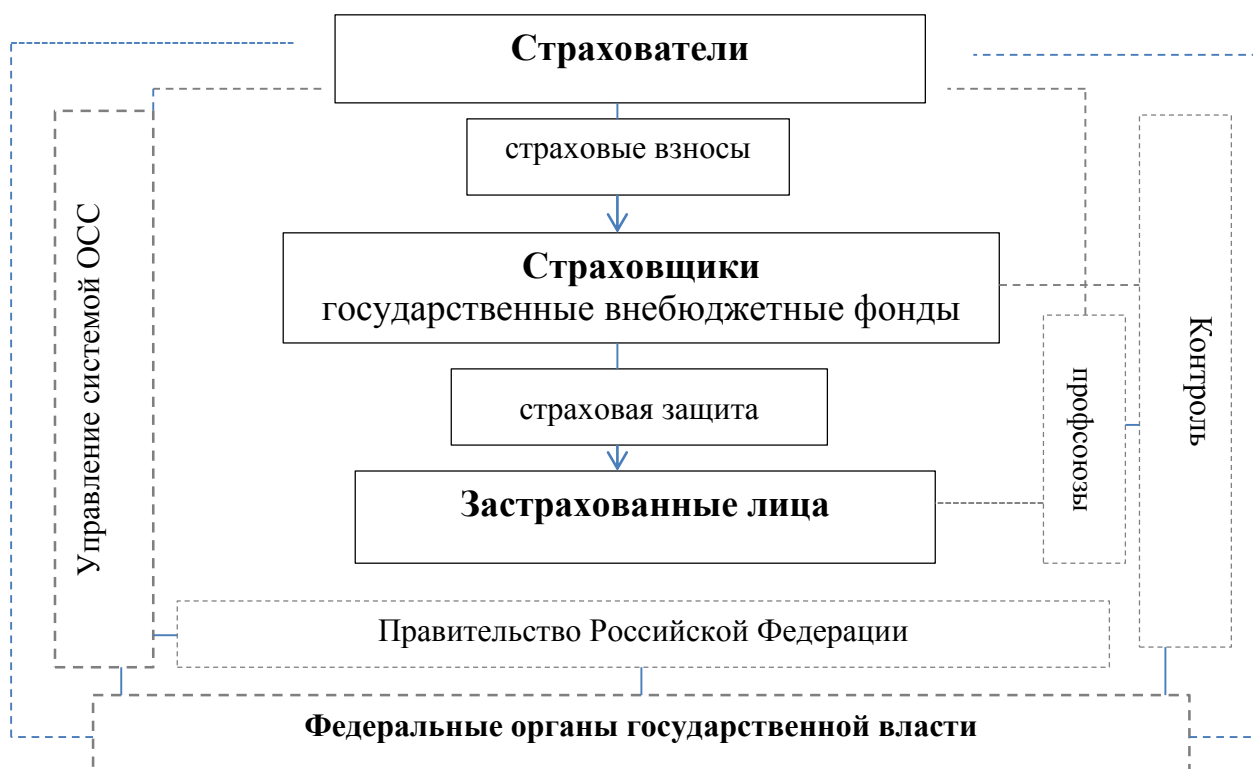 Страхователи
страховые взносы
Страховщики
государственные внебюджетные фонды
страховая защита
Застрахованные лица
Управление системой ОСС
профсоюзы
Контроль
Правительство Российской Федерации
Федеральные органы государственной власти